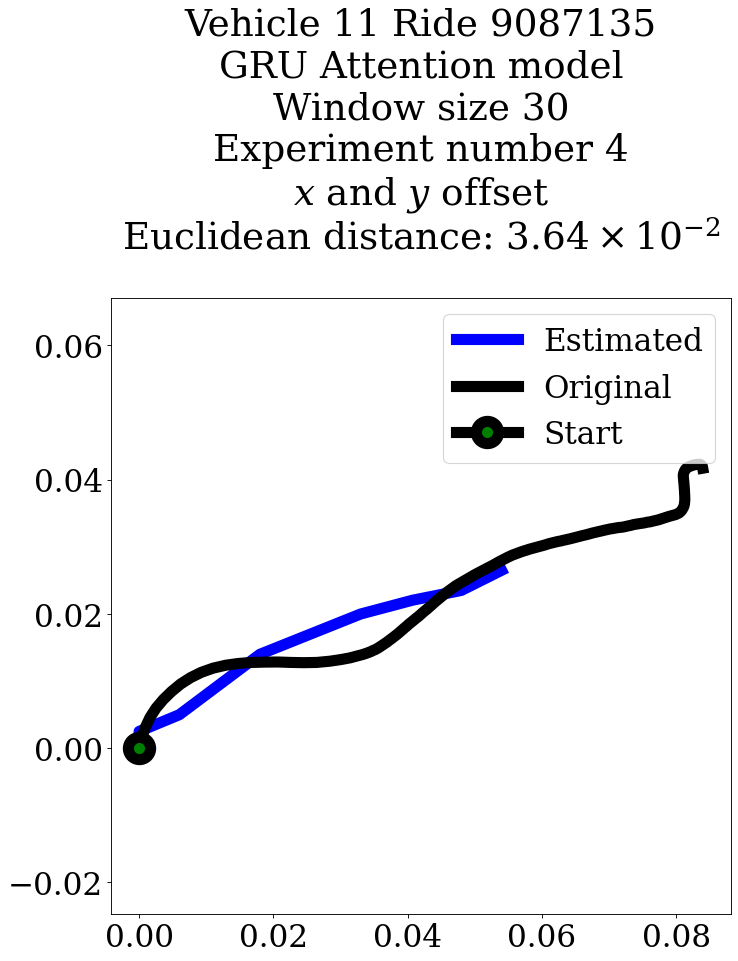 Vehicle 11 Ride 9087135
GRU Attention model
Window size 30
Experiment number 4
x and y offset
Euclidean distance: 3.64 × 10⁻²
Estimated
Original
Start
0.06
0.04
0.02
0.00
−0.02
0.00 0.02 0.04 0.06 0.08